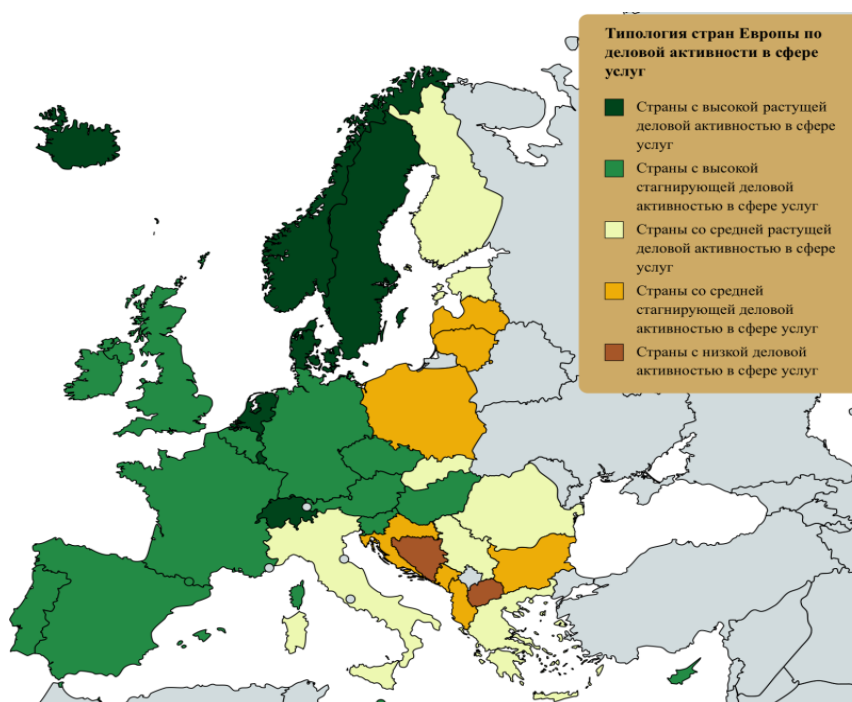 Типология стран Европы по
деловой активности в сфере
услуг
Страны с высокой растущей
деловой активностью в сфере
услуг
Страны с высокой
стагнирующей деловой
активностью в сфере услуг
Страны со средней растущей
деловой активностью в сфере
услуг
Страны со средней
стагнирующей деловой
активностью в сфере услуг
Страны с низкой деловой
активностью в сфере услуг